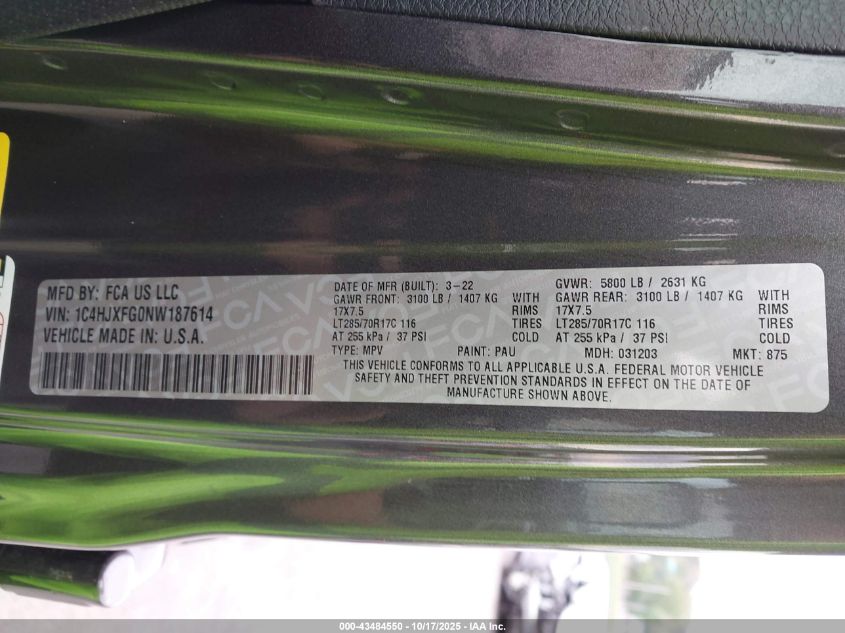 MFD BY: FCA US LLC
VIN: 1C4HJXFG0NW187614
VEHICLE MADE IN: U.S.A.
DATE OF MFR (BUILT): 3-22 GVWR: 5800 LB / 2631 KG
GAWR FRONT: 3100 LB / 1407 KG WITH GAWR REAR: 3100 LB / 1407 KG WITH
17X7.5 RIMS 17X7.5 RIMS
LT285/70R17C 116 TIRES LT285/70R17C 116 TIRES
AT 255 kPa / 37 PSI COLD AT 255 kPa / 37 PSI COLD
TYPE: MPV PAINT: PAU MDH: 031203 MKT: 875
THIS VEHICLE CONFORMS TO ALL APPLICABLE U.S.A. FEDERAL MOTOR VEHICLE
SAFETY AND THEFT PREVENTION STANDARDS IN EFFECT ON THE DATE OF
MANUFACTURE SHOWN ABOVE.
000-43484550 | 10/17/2025 - IAA Inc.